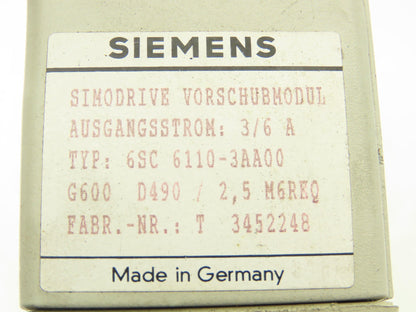 SIEMENS
SIMODRIVE VORSCHUBMODUL
AUSGANGSSTROM: 3/6 A
TYP: 6SC 6110-3AA00
G600 D490 / 2,5 M6RKQ
FABR.-NR.: T 3452248
Made in Germany